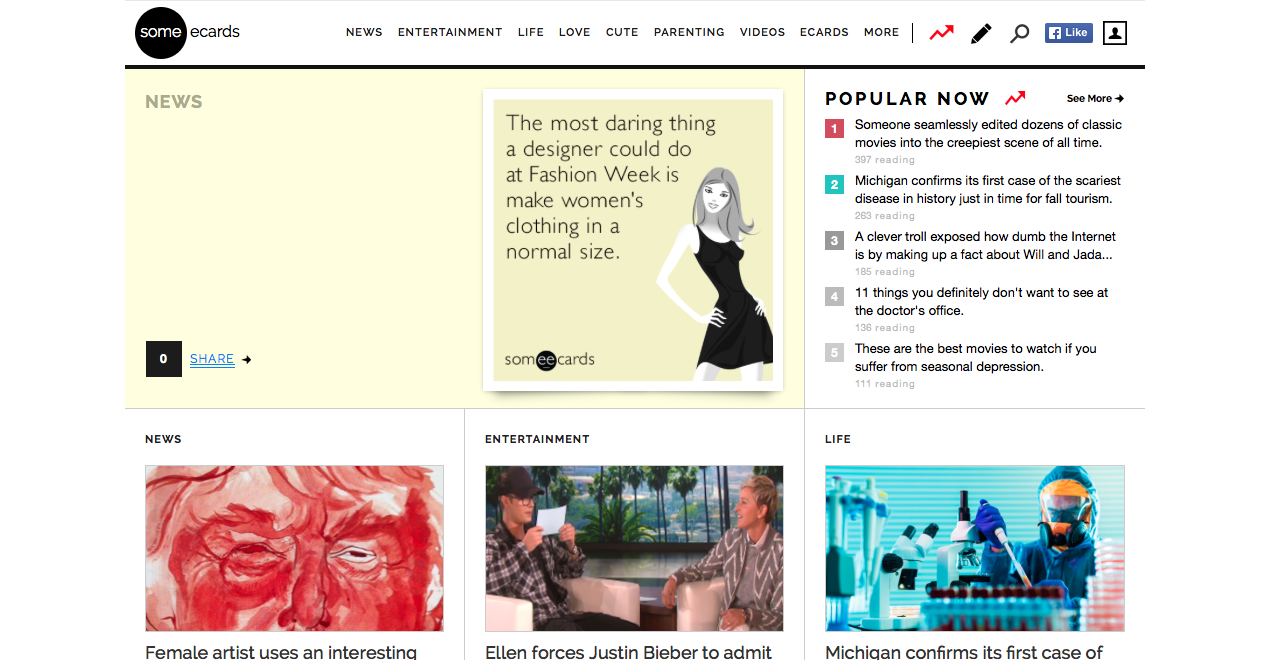 some ecards
NEWS ENTERTAINMENT LIFE LOVE CUTE PARENTING VIDEOS ECARDS MORE
Like
NEWS
The most daring thing
a designer could do
at Fashion Week is
make women's
clothing in a
normal size.
someecards
0 SHARE
POPULAR NOW
See More
1
Someone seamlessly edited dozens of classic
movies into the creepiest scene of all time.
397 reading
2
Michigan confirms its first case of the scariest
disease in history just in time for fall tourism.
263 reading
3
A clever troll exposed how dumb the Internet
is by making up a fact about Will and Jada...
185 reading
4
11 things you definitely don't want to see at
the doctor's office.
136 reading
5
These are the best movies to watch if you
suffer from seasonal depression.
111 reading
NEWS
Female artist uses an interesting
ENTERTAINMENT
Ellen forces Justin Bieber to admit
LIFE
Michigan confirms its first case of